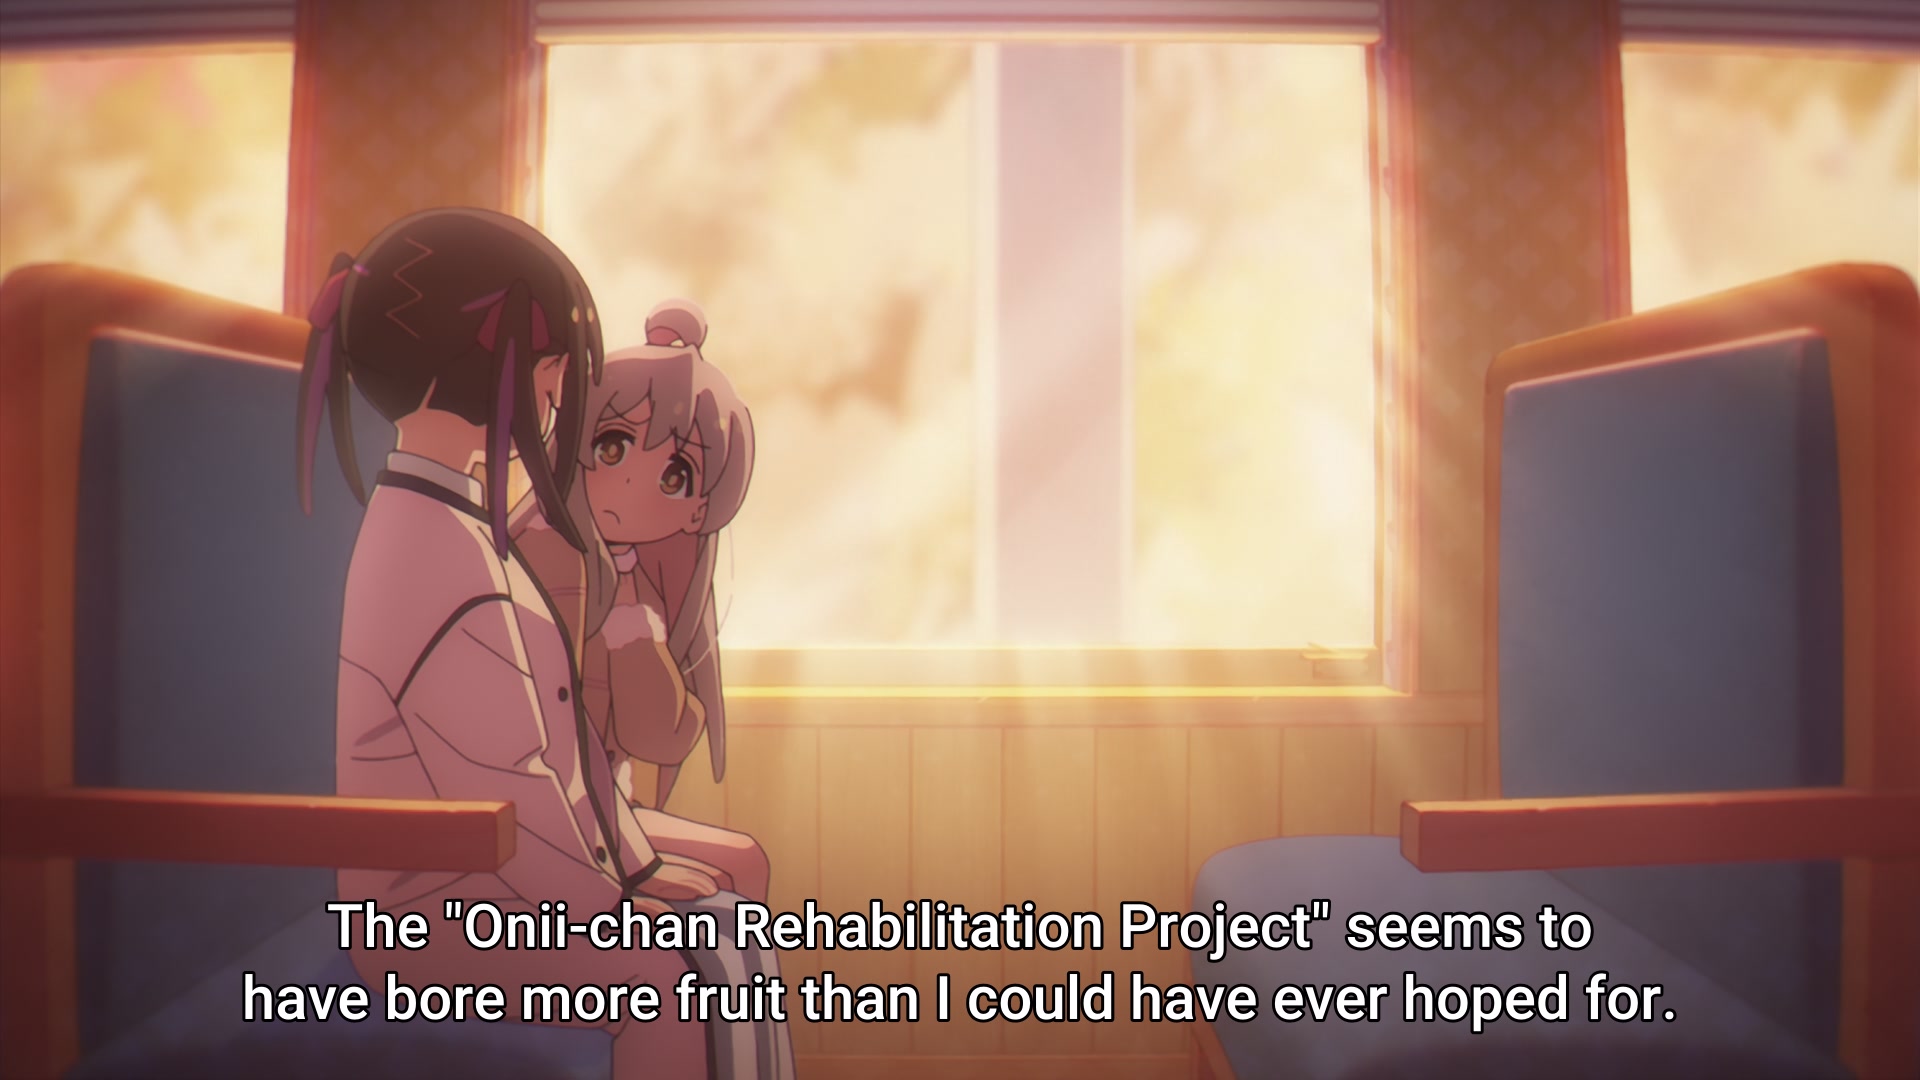 The "Onii-chan Rehabilitation Project" seems to
have bore more fruit than I could have ever hoped for.